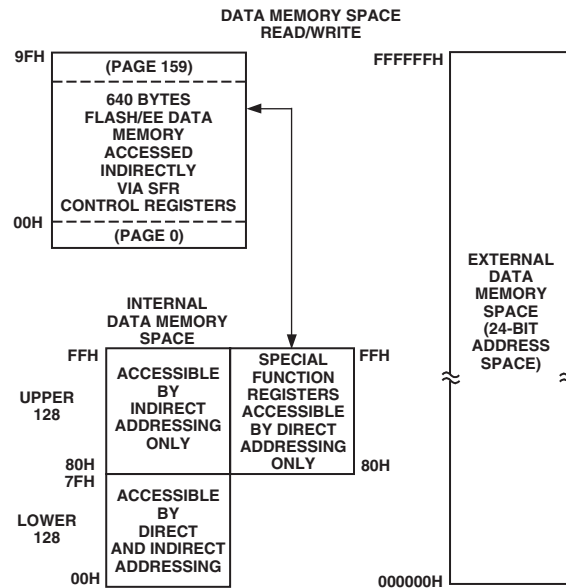 DATA MEMORY SPACE
READ/WRITE
9FH
(PAGE 159)
640 BYTES
FLASH/EE DATA
MEMORY
ACCESSED
INDIRECTLY
VIA SFR
CONTROL REGISTERS
00H
(PAGE 0)
FFFFFFH
EXTERNAL
DATA
MEMORY
SPACE
(24-BIT
ADDRESS
SPACE)
000000H
INTERNAL
DATA MEMORY
SPACE
FFH
ACCESSIBLE
BY
INDIRECT
ADDRESSING
ONLY
UPPER
128
80H
SPECIAL
FUNCTION
REGISTERS
ACCESSIBLE
BY DIRECT
ADDRESSING
ONLY
FFH
80H
7FH
ACCESSIBLE
BY
DIRECT
AND INDIRECT
ADDRESSING
LOWER
128
00H